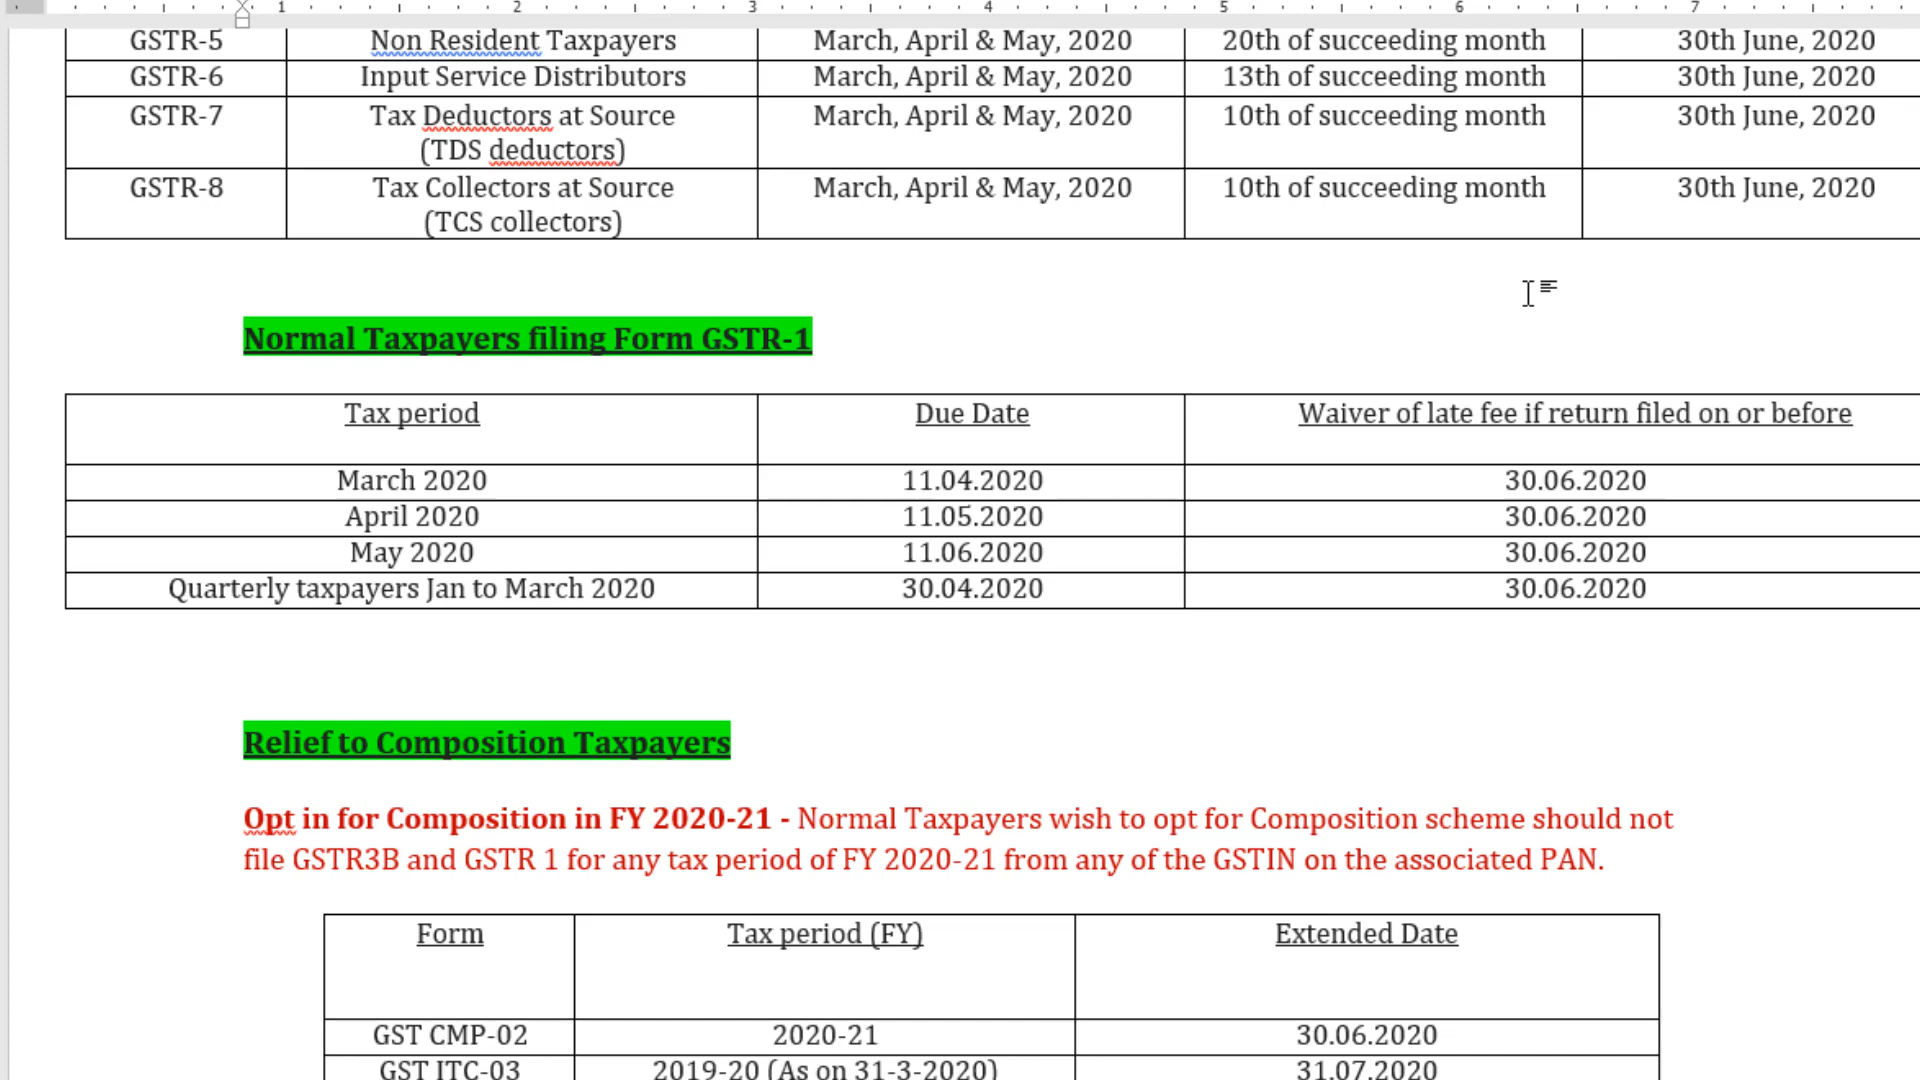 1 2 3 4 5 6 7
GSTR-5 Non Resident Taxpayers March, April & May, 2020 20th of succeeding month 30th June, 2020
GSTR-6 Input Service Distributors March, April & May, 2020 13th of succeeding month 30th June, 2020
GSTR-7 Tax Deductors at Source March, April & May, 2020 10th of succeeding month 30th June, 2020
(TDS deductors)
GSTR-8 Tax Collectors at Source March, April & May, 2020 10th of succeeding month 30th June, 2020
(TCS collectors)
Normal Taxpayers filing Form GSTR-1
Tax period Due Date Waiver of late fee if return filed on or before
March 2020 11.04.2020 30.06.2020
April 2020 11.05.2020 30.06.2020
May 2020 11.06.2020 30.06.2020
Quarterly taxpayers Jan to March 2020 30.04.2020 30.06.2020
Relief to Composition Taxpayers
Opt in for Composition in FY 2020-21 - Normal Taxpayers wish to opt for Composition scheme should not
file GSTR3B and GSTR 1 for any tax period of FY 2020-21 from any of the GSTIN on the associated PAN.
Form Tax period (FY) Extended Date
GST CMP-02 2020-21 30.06.2020
GST ITC-03 2019-20 (As on 31-3-2020) 31.07.2020